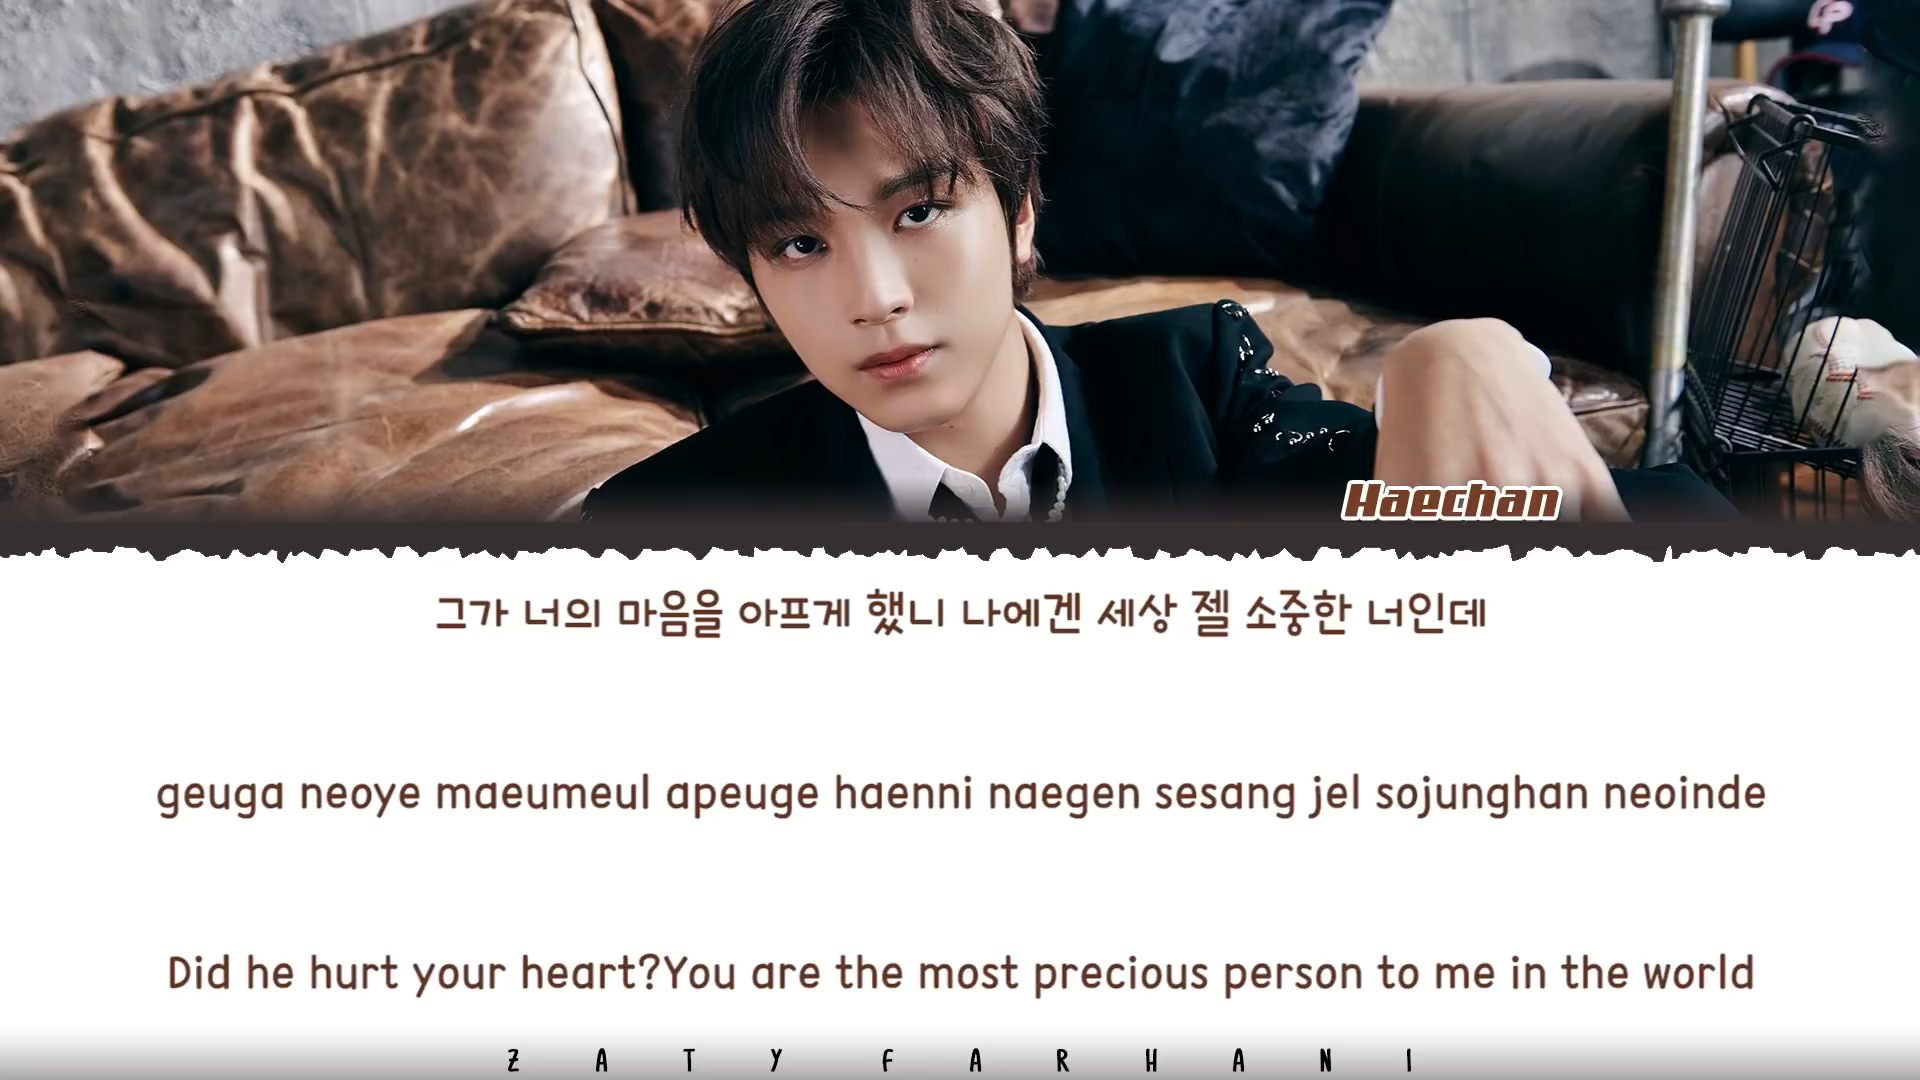 Haechan
그가 너의 마음을 아프게 했니 나에겐 세상 젤 소중한 너인데
geuga neoye maeumeul apeuge haenni naegen sesang jel sojunghan neoinde
Did he hurt your heart?You are the most precious person to me in the world
ZATY FARHANI